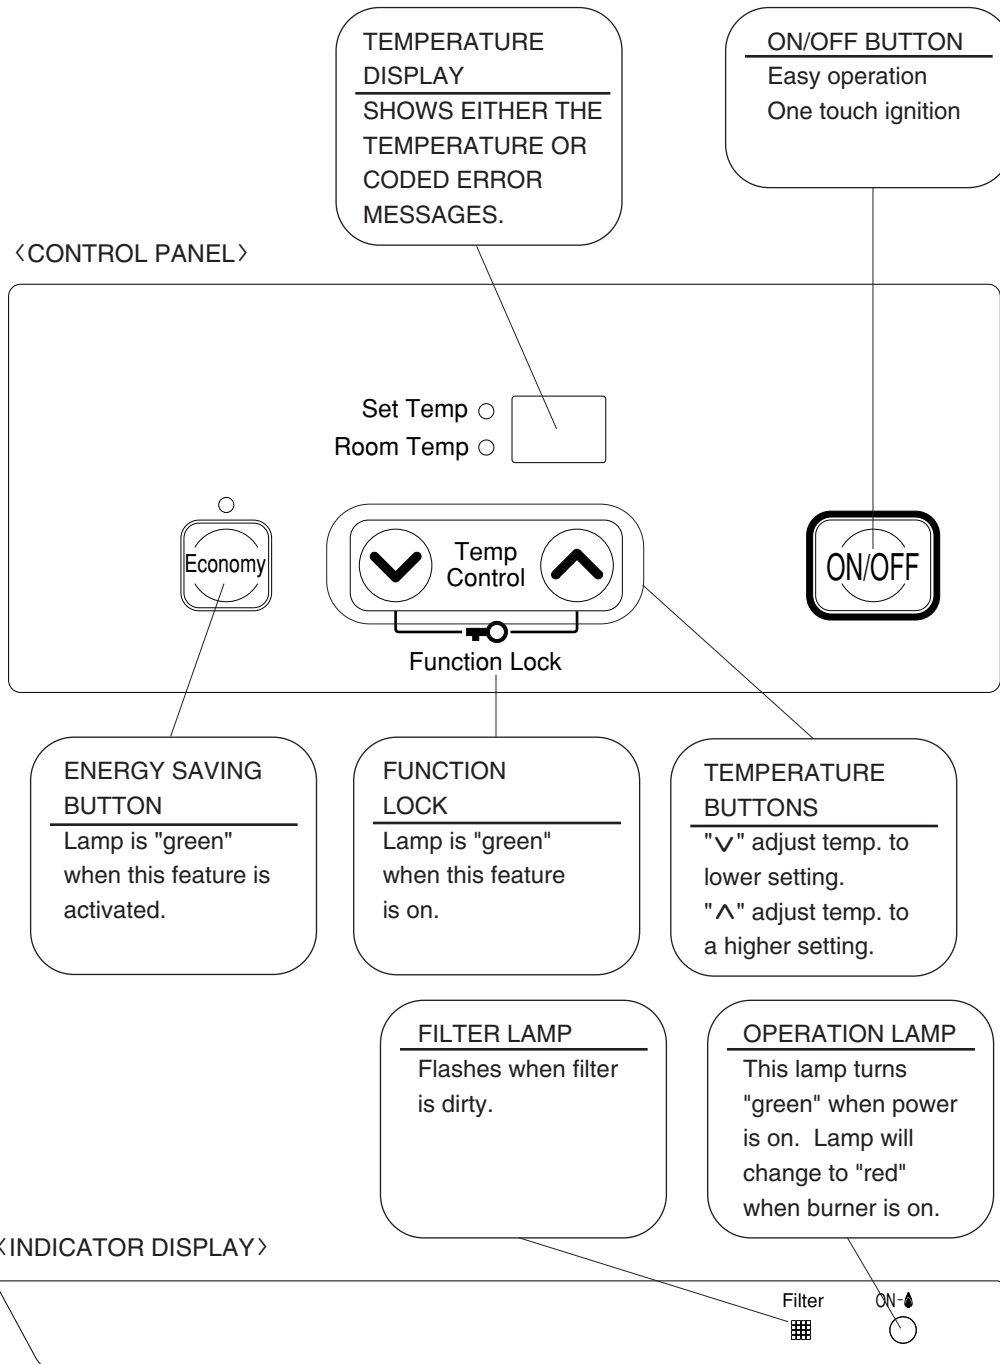 TEMPERATURE
DISPLAY
SHOWS EITHER THE
TEMPERATURE OR
CODED ERROR
MESSAGES.
ON/OFF BUTTON
Easy operation
One touch ignition
〈CONTROL PANEL〉
Set Temp
Room Temp
Economy
Temp
Control
ON/OFF
Function Lock
ENERGY SAVING
BUTTON
Lamp is "green"
when this feature is
activated.
FUNCTION
LOCK
Lamp is "green"
when this feature
is on.
TEMPERATURE
BUTTONS
"∨" adjust temp. to
lower setting.
"∧" adjust temp. to
a higher setting.
FILTER LAMP
Flashes when filter
is dirty.
OPERATION LAMP
This lamp turns
"green" when power
is on. Lamp will
change to "red"
when burner is on.
〈INDICATOR DISPLAY〉
Filter
ON-